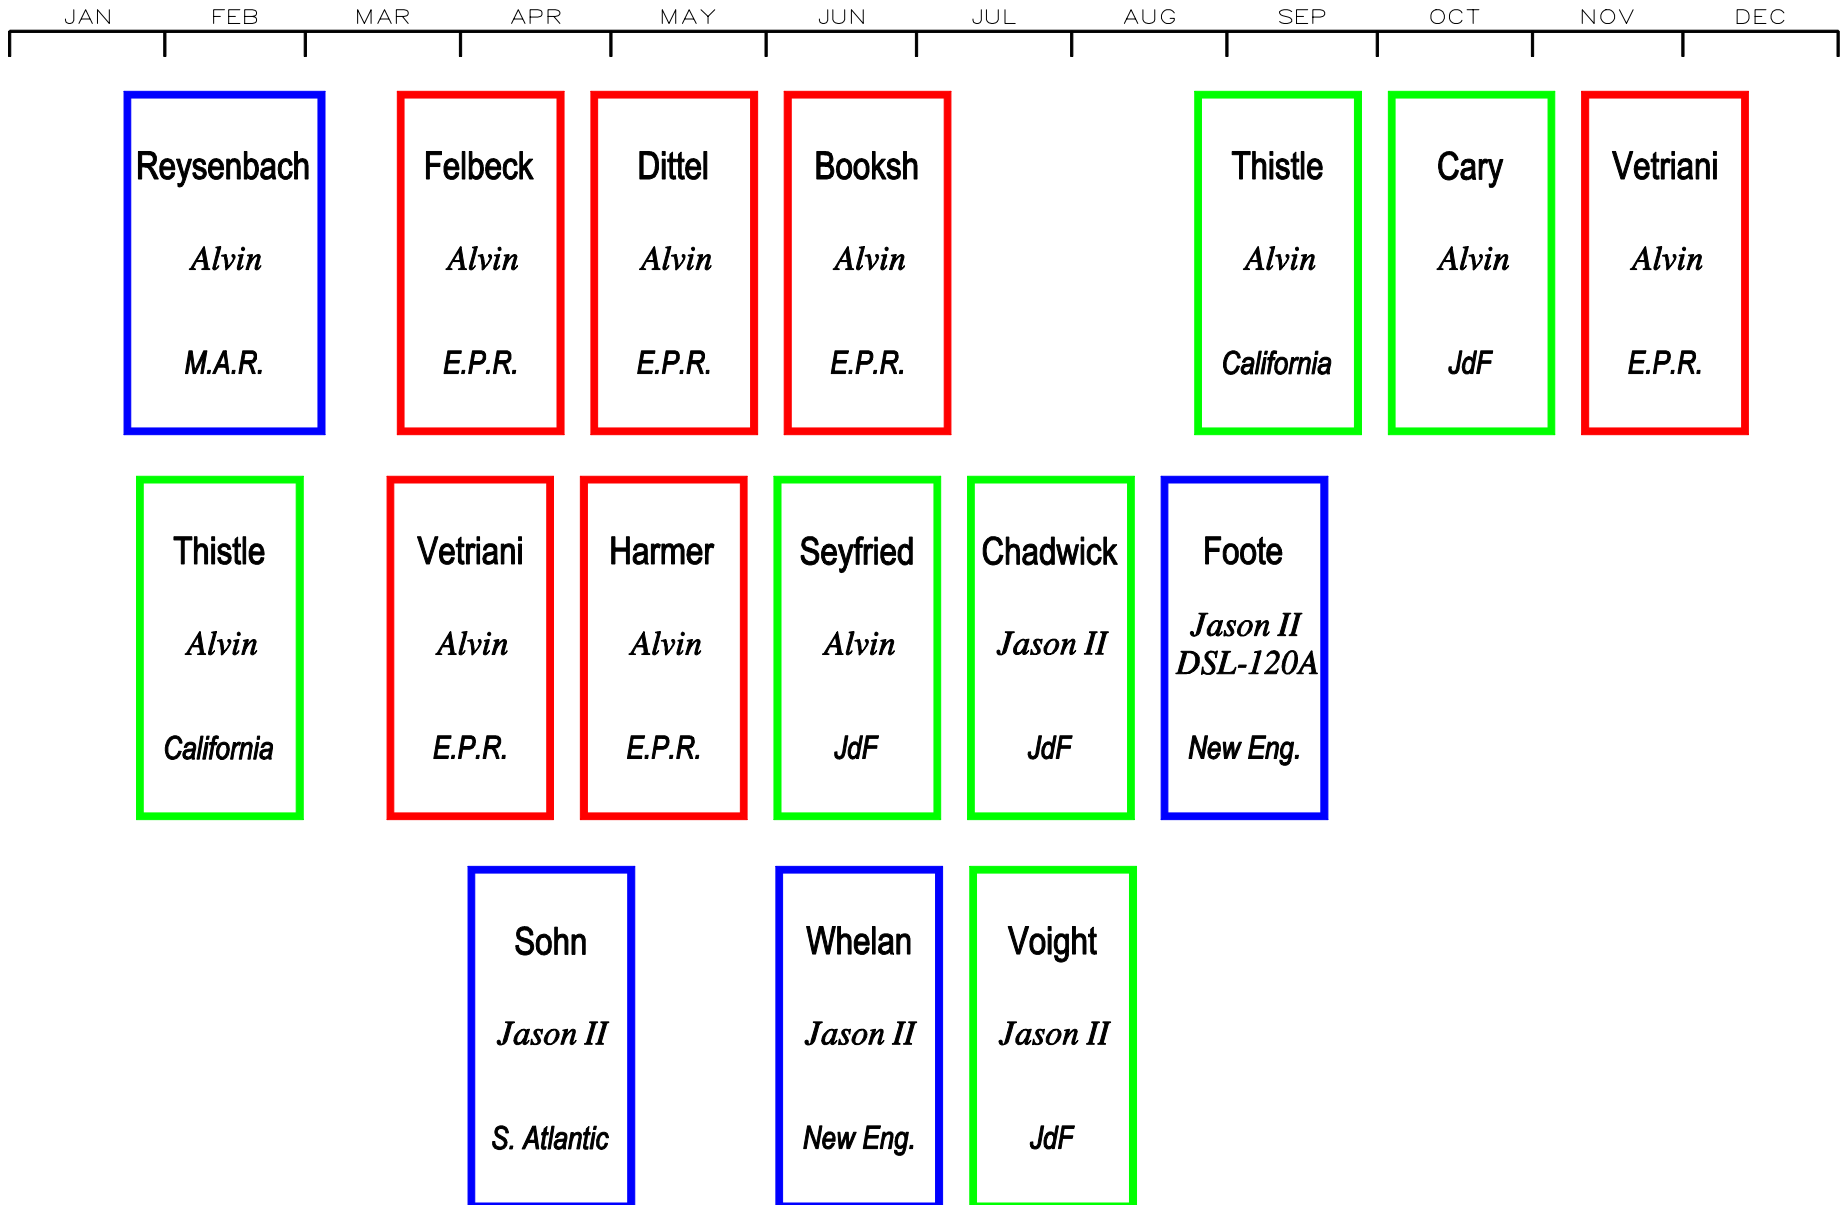 JAN FEB MAR APR MAY JUN JUL AUG SEP OCT NOV DEC
Reysenbach
Alvin
M.A.R.
Felbeck
Alvin
E.P.R.
Dittel
Alvin
E.P.R.
Booksh
Alvin
E.P.R.
Thistle
Alvin
California
Cary
Alvin
JdF
Vetriani
Alvin
E.P.R.
Thistle
Alvin
California
Vetriani
Alvin
E.P.R.
Harmer
Alvin
E.P.R.
Seyfried
Alvin
JdF
Chadwick
Jason II
JdF
Foote
Jason II
DSL-120A
New Eng.
Sohn
Jason II
S. Atlantic
Whelan
Jason II
New Eng.
Voight
Jason II
JdF